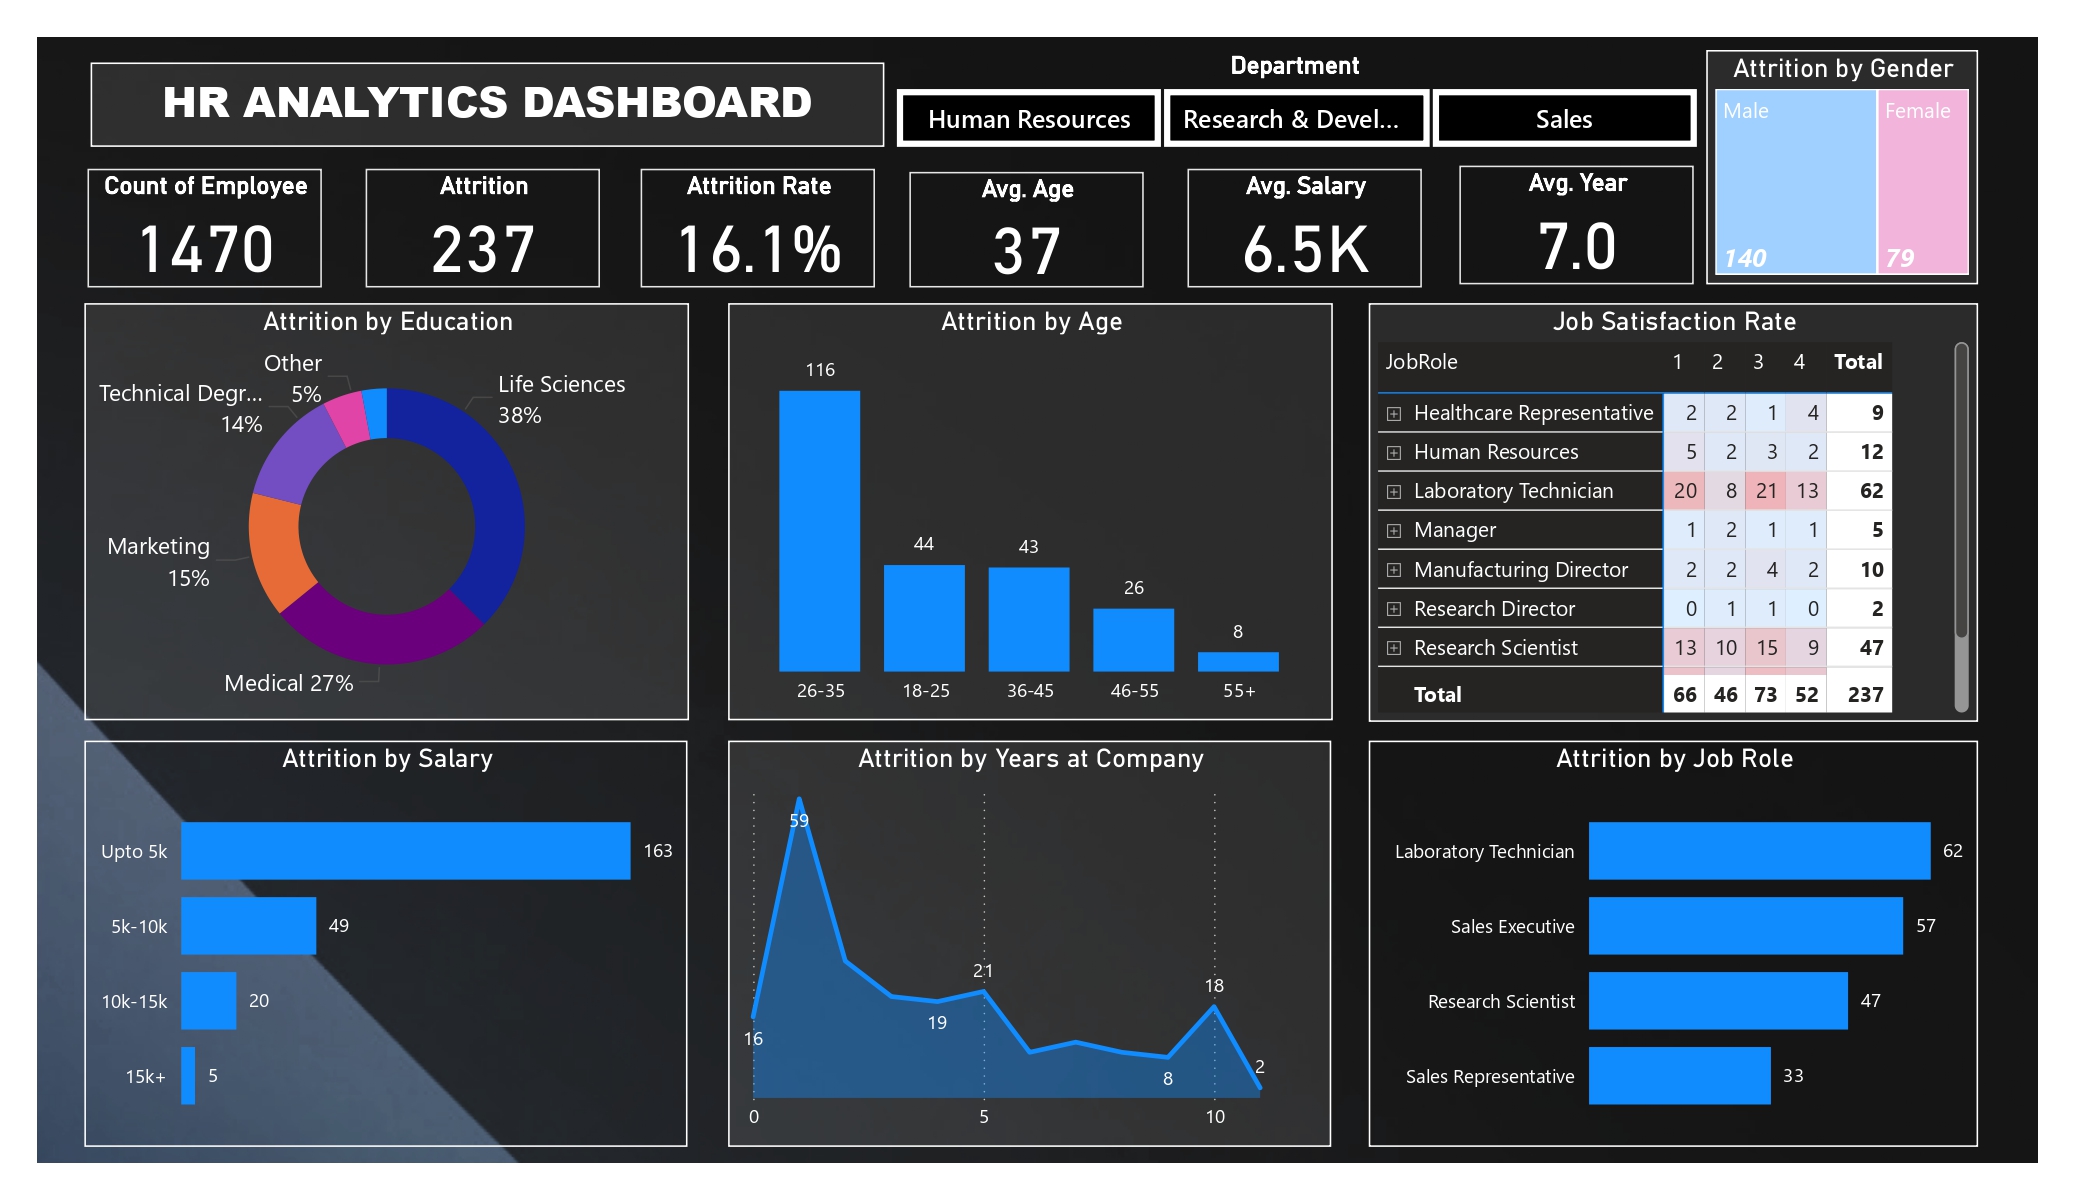 HR ANALYTICS DASHBOARD
Department
Human Resources
Research & Devel...
Sales
Attrition by Gender
Male
Female
140
79
Count of Employee
1470
Attrition
237
Attrition Rate
16.1%
Avg. Age
37
Avg. Salary
6.5K
Avg. Year
7.0
Attrition by Education
Other
5%
Technical Degr...
14%
Life Sciences
38%
Marketing
15%
Medical 27%
Attrition by Age
116
44
43
26
8
26-35 18-25 36-45 46-55 55+
Job Satisfaction Rate
JobRole 1 2 3 4 Total
Healthcare Representative 2 2 1 4 9
Human Resources 5 2 3 2 12
Laboratory Technician 20 8 21 13 62
Manager 1 2 1 1 5
Manufacturing Director 2 2 4 2 10
Research Director 0 1 1 0 2
Research Scientist 13 10 15 9 47
Total 66 46 73 52 237
Attrition by Salary
Upto 5k 163
5k-10k 49
10k-15k 20
15k+ 5
Attrition by Years at Company
59
21
18
19
16
2
8
0 5 10
Attrition by Job Role
Laboratory Technician 62
Sales Executive 57
Research Scientist 47
Sales Representative 33